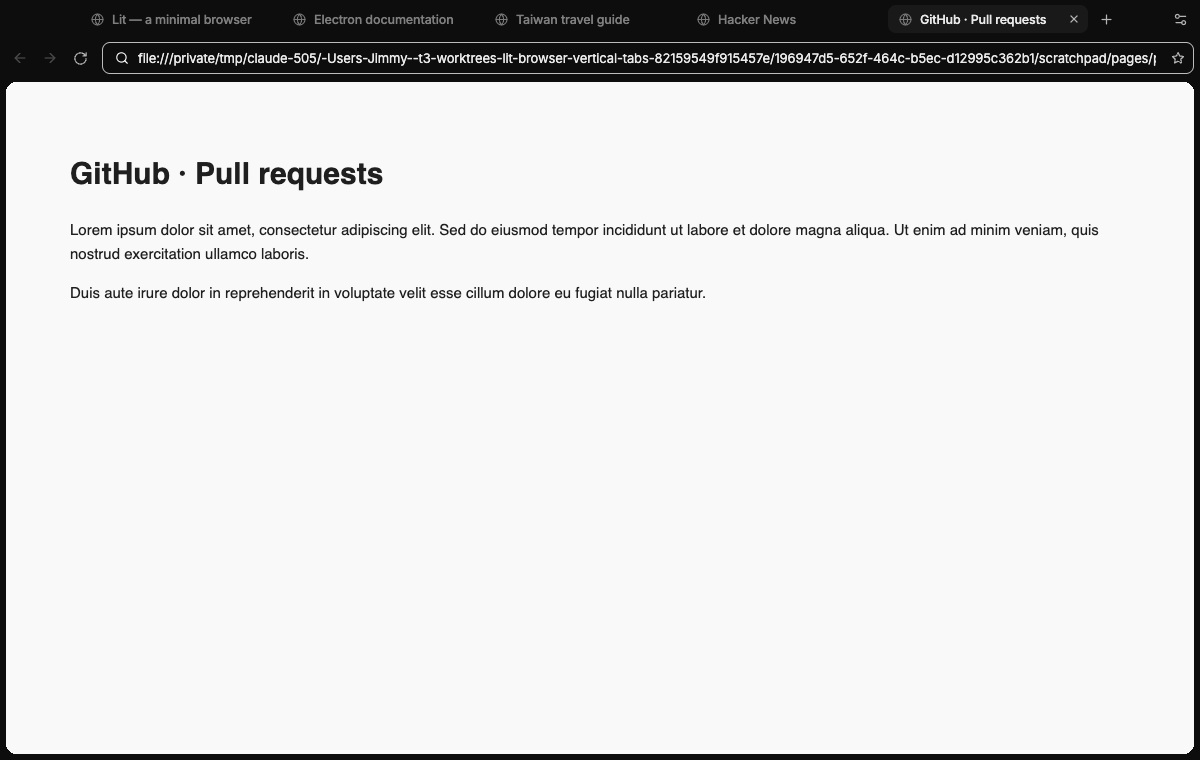 Lit — a minimal browser
Electron documentation
Taiwan travel guide
Hacker News
GitHub · Pull requests
file:///private/tmp/claude-505/-Users-Jimmy--t3-worktrees-lit-browser-vertical-tabs-82159549f915457e/196947d5-652f-464c-b5ec-d12995c362b1/scratchpad/pages/
GitHub · Pull requests
Lorem ipsum dolor sit amet, consectetur adipiscing elit. Sed do eiusmod tempor incididunt ut labore et dolore magna aliqua. Ut enim ad minim veniam, quis
nostrud exercitation ullamco laboris.
Duis aute irure dolor in reprehenderit in voluptate velit esse cillum dolore eu fugiat nulla pariatur.